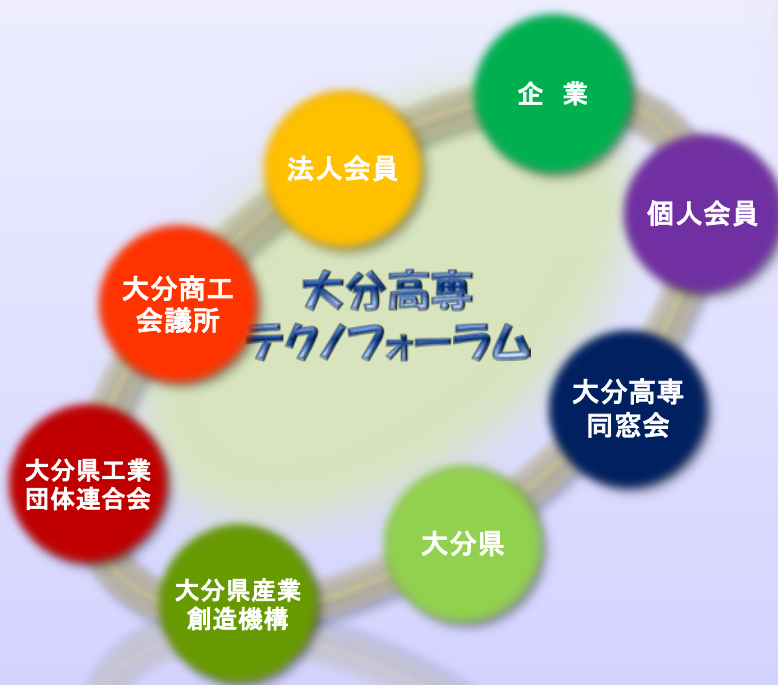 企 業
法人会員
個人会員
大分商工
会議所
大分高専
テクノフォーラム
大分高専
同窓会
大分県工業
団体連合会
大分県
大分県産業
創造機構